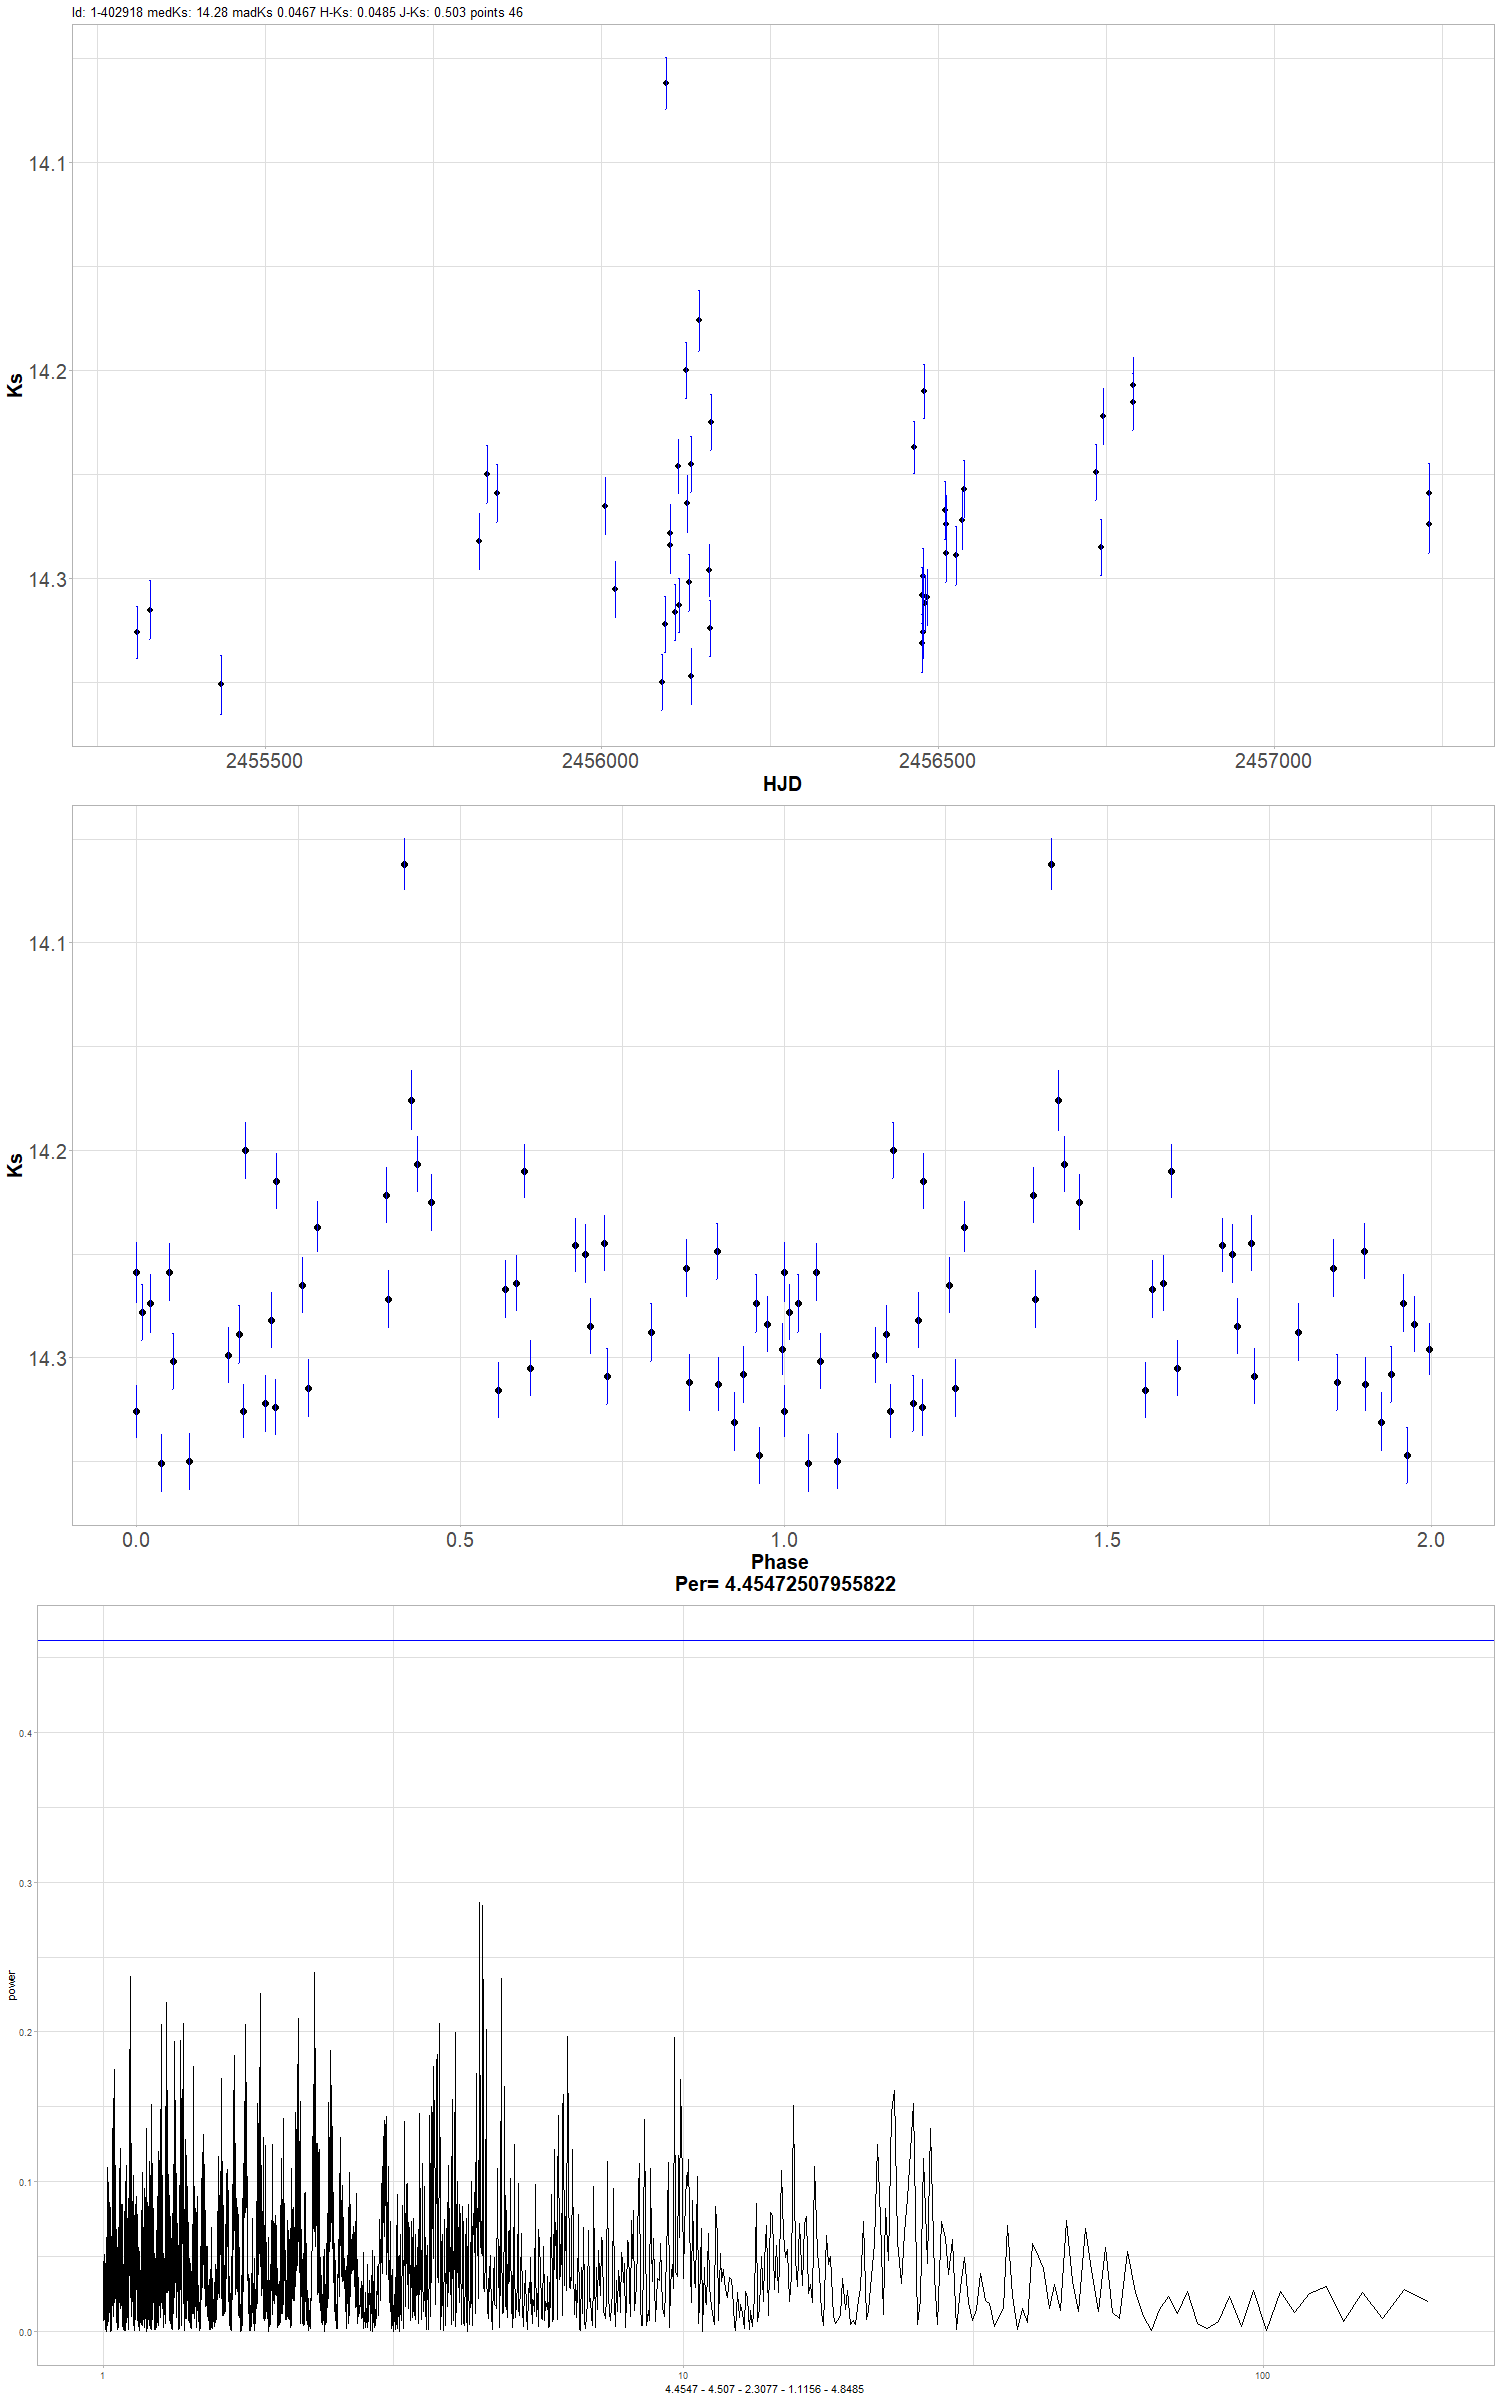 Id: 1-402918 medKs: 14.28 madKs 0.0467 H-Ks: 0.0485 J-Ks: 0.503 points 46
14.1
14.2
14.3
Ks
2455500 2456000 2456500 2457000
HJD
14.1
14.2
14.3
Ks
0.0 0.5 1.0 1.5 2.0
Phase
Per= 4.45472507955822
0.4
0.3
0.2
0.1
0.0
power
1 10 100
4.4547 - 4.507 - 2.3077 - 1.1156 - 4.8485